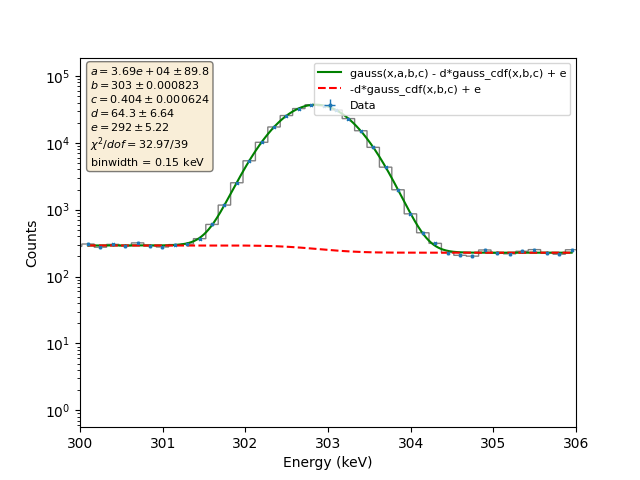 a = 3.69e + 04 ± 89.8
b = 303 ± 0.000823
c = 0.404 ± 0.000624
d = 64.3 ± 6.64
e = 292 ± 5.22
χ²/dof = 32.97/39
binwidth = 0.15 keV
gauss(x,a,b,c) - d*gauss_cdf(x,b,c) + e
-d*gauss_cdf(x,b,c) + e
Data
10⁵
10⁴
10³
10²
10¹
10⁰
Counts
300 301 302 303 304 305 306
Energy (keV)